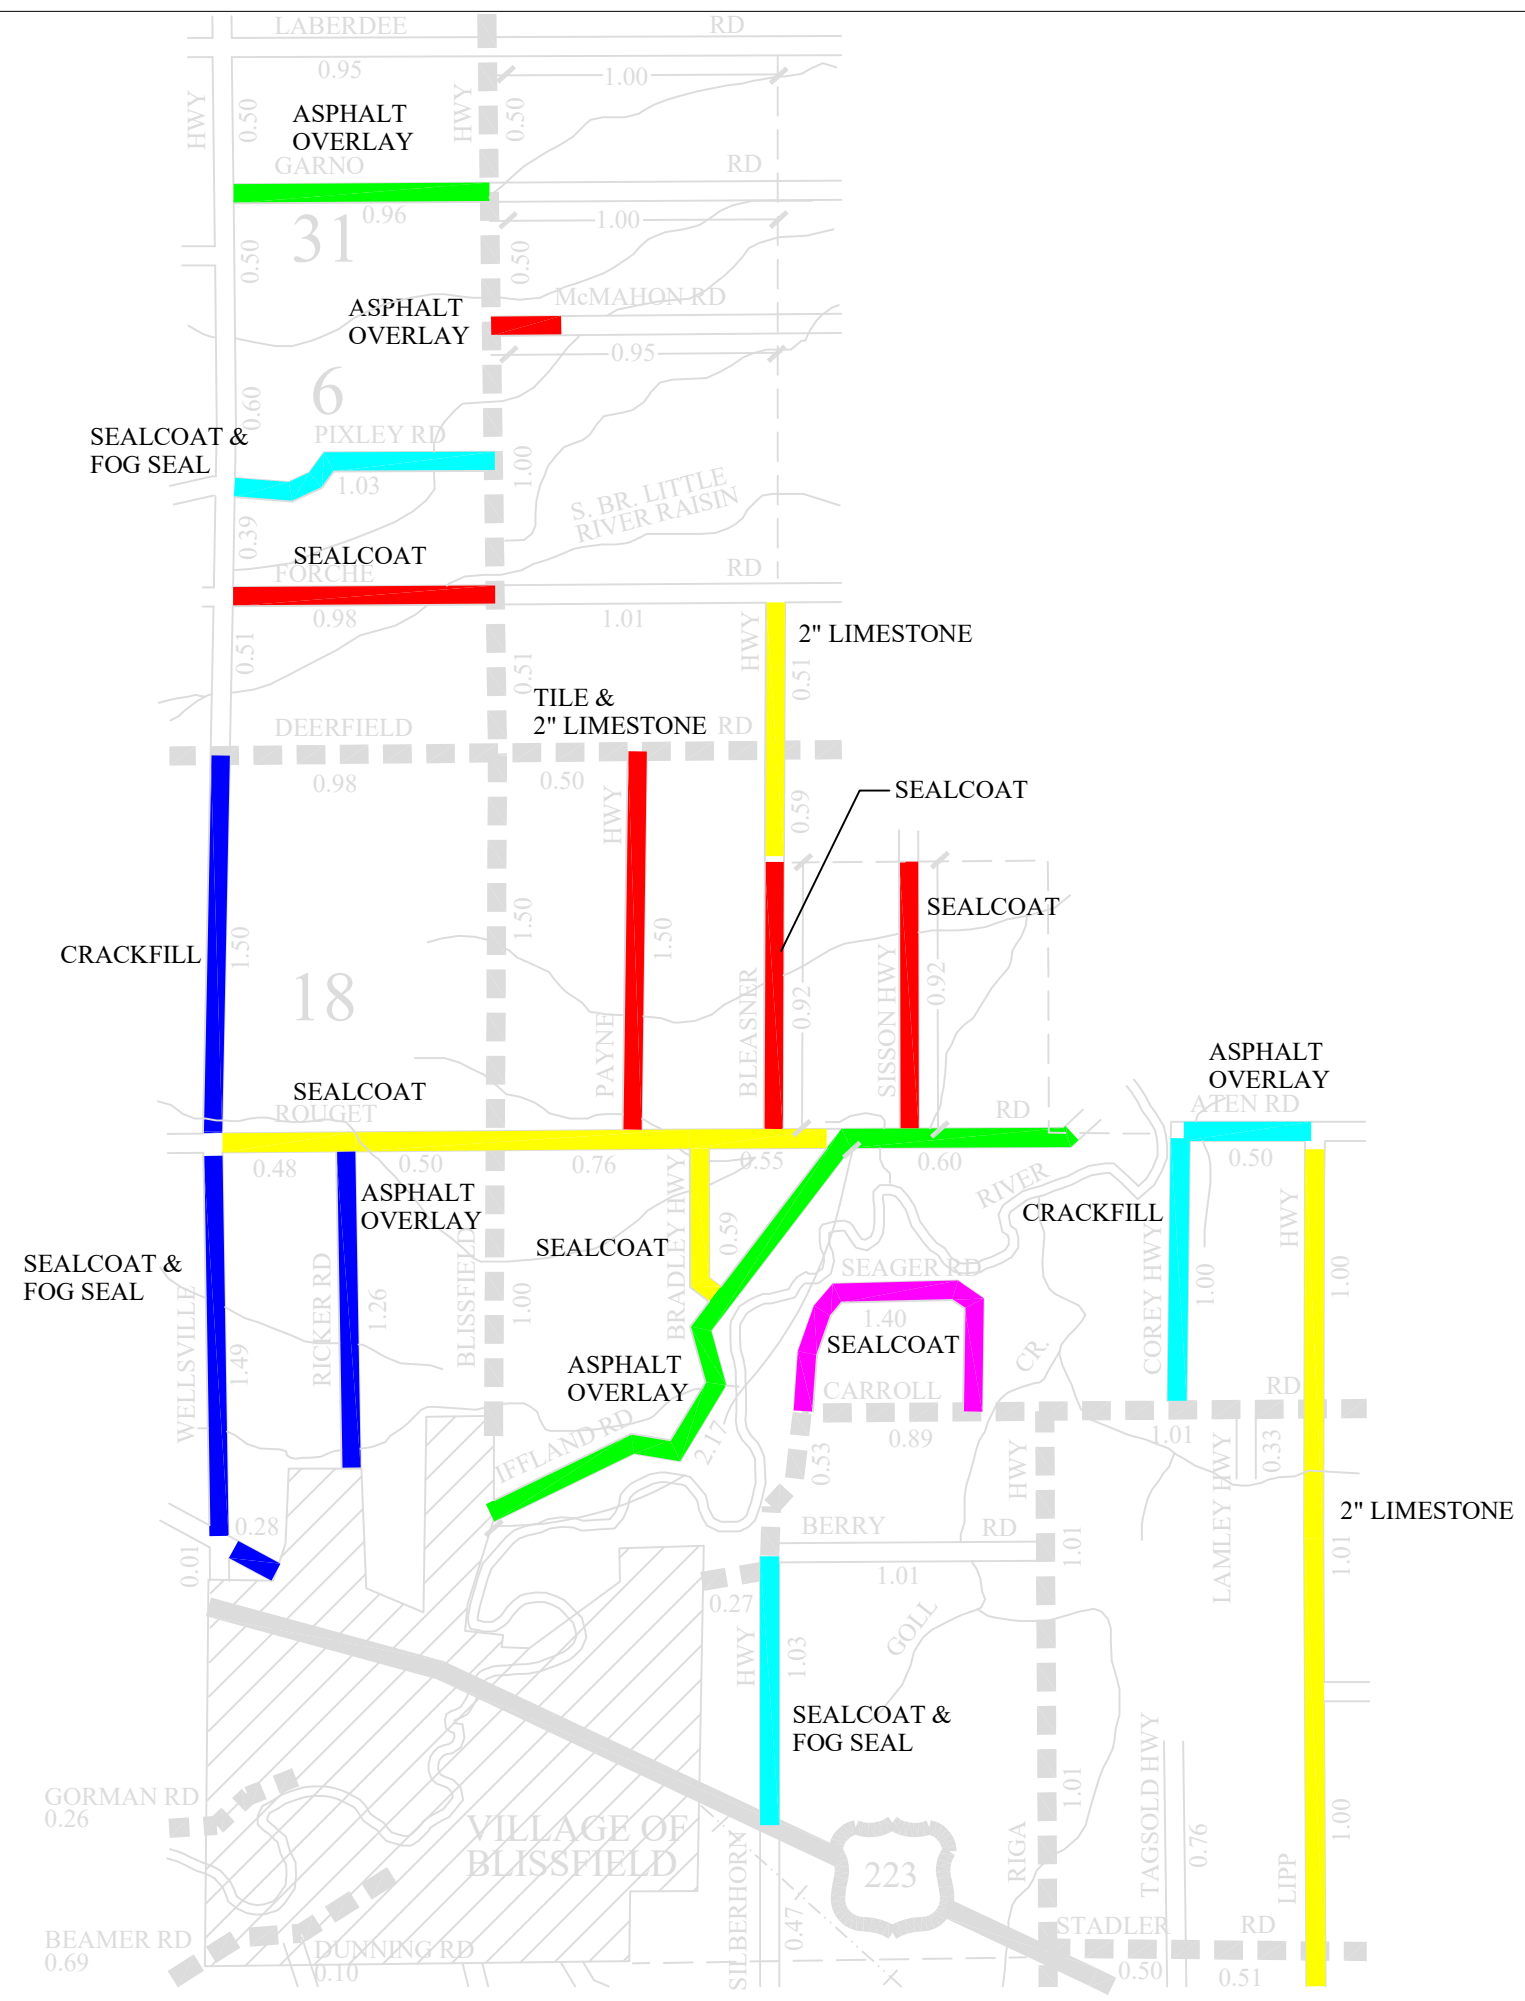 LABERDEE RD
0.95
1.00
HWY
0.50
HWY
0.50
ASPHALT
OVERLAY
GARNO RD
0.96
1.00
31
0.50
0.50
McMAHON RD
ASPHALT
OVERLAY
0.95
6
0.60
SEALCOAT &
FOG SEAL
PIXLEY RD
1.03
1.00
S. BR. LITTLE
RIVER RAISIN
0.39
SEALCOAT
FORCHE RD
0.98
1.01
0.51
0.51
HWY
2" LIMESTONE
0.51
TILE &
2" LIMESTONE
DEERFIELD RD
0.98
0.50
HWY
0.59
SEALCOAT
SEALCOAT
CRACKFILL
1.50
1.50
1.50
18
PAYNE
BLEASNER
0.92
SISSON HWY
0.92
SEALCOAT
ROUGET RD
0.48
0.50
0.76
0.55
0.60
ASPHALT
OVERLAY
ATEN RD
0.50
ASPHALT
OVERLAY
SEALCOAT
BRADLEY HWY
0.59
RIVER
CRACKFILL
HWY
SEALCOAT &
FOG SEAL
WELLSVILLE
1.49
RICKER RD
1.26
BLISSFIELD
1.00
SEAGER RD
1.40
SEALCOAT
COREY HWY
1.00
1.00
CR.
ASPHALT
OVERLAY
IFFLAND RD
2.17
CARROLL RD
0.89
1.01
0.53
HWY
LAMLEY HWY
0.33
2" LIMESTONE
0.28
0.01
BERRY RD
1.01
1.01
1.01
0.27
HWY
1.03
GOLL
SEALCOAT &
FOG SEAL
TAGSOLD HWY
1.01
1.00
GORMAN RD
0.26
VILLAGE OF
BLISSFIELD
SILBERHORN
223
RIGA
0.76
LIPP
0.47
BEAMER RD
0.69
DUNNING RD
0.10
STADLER RD
0.50
0.51